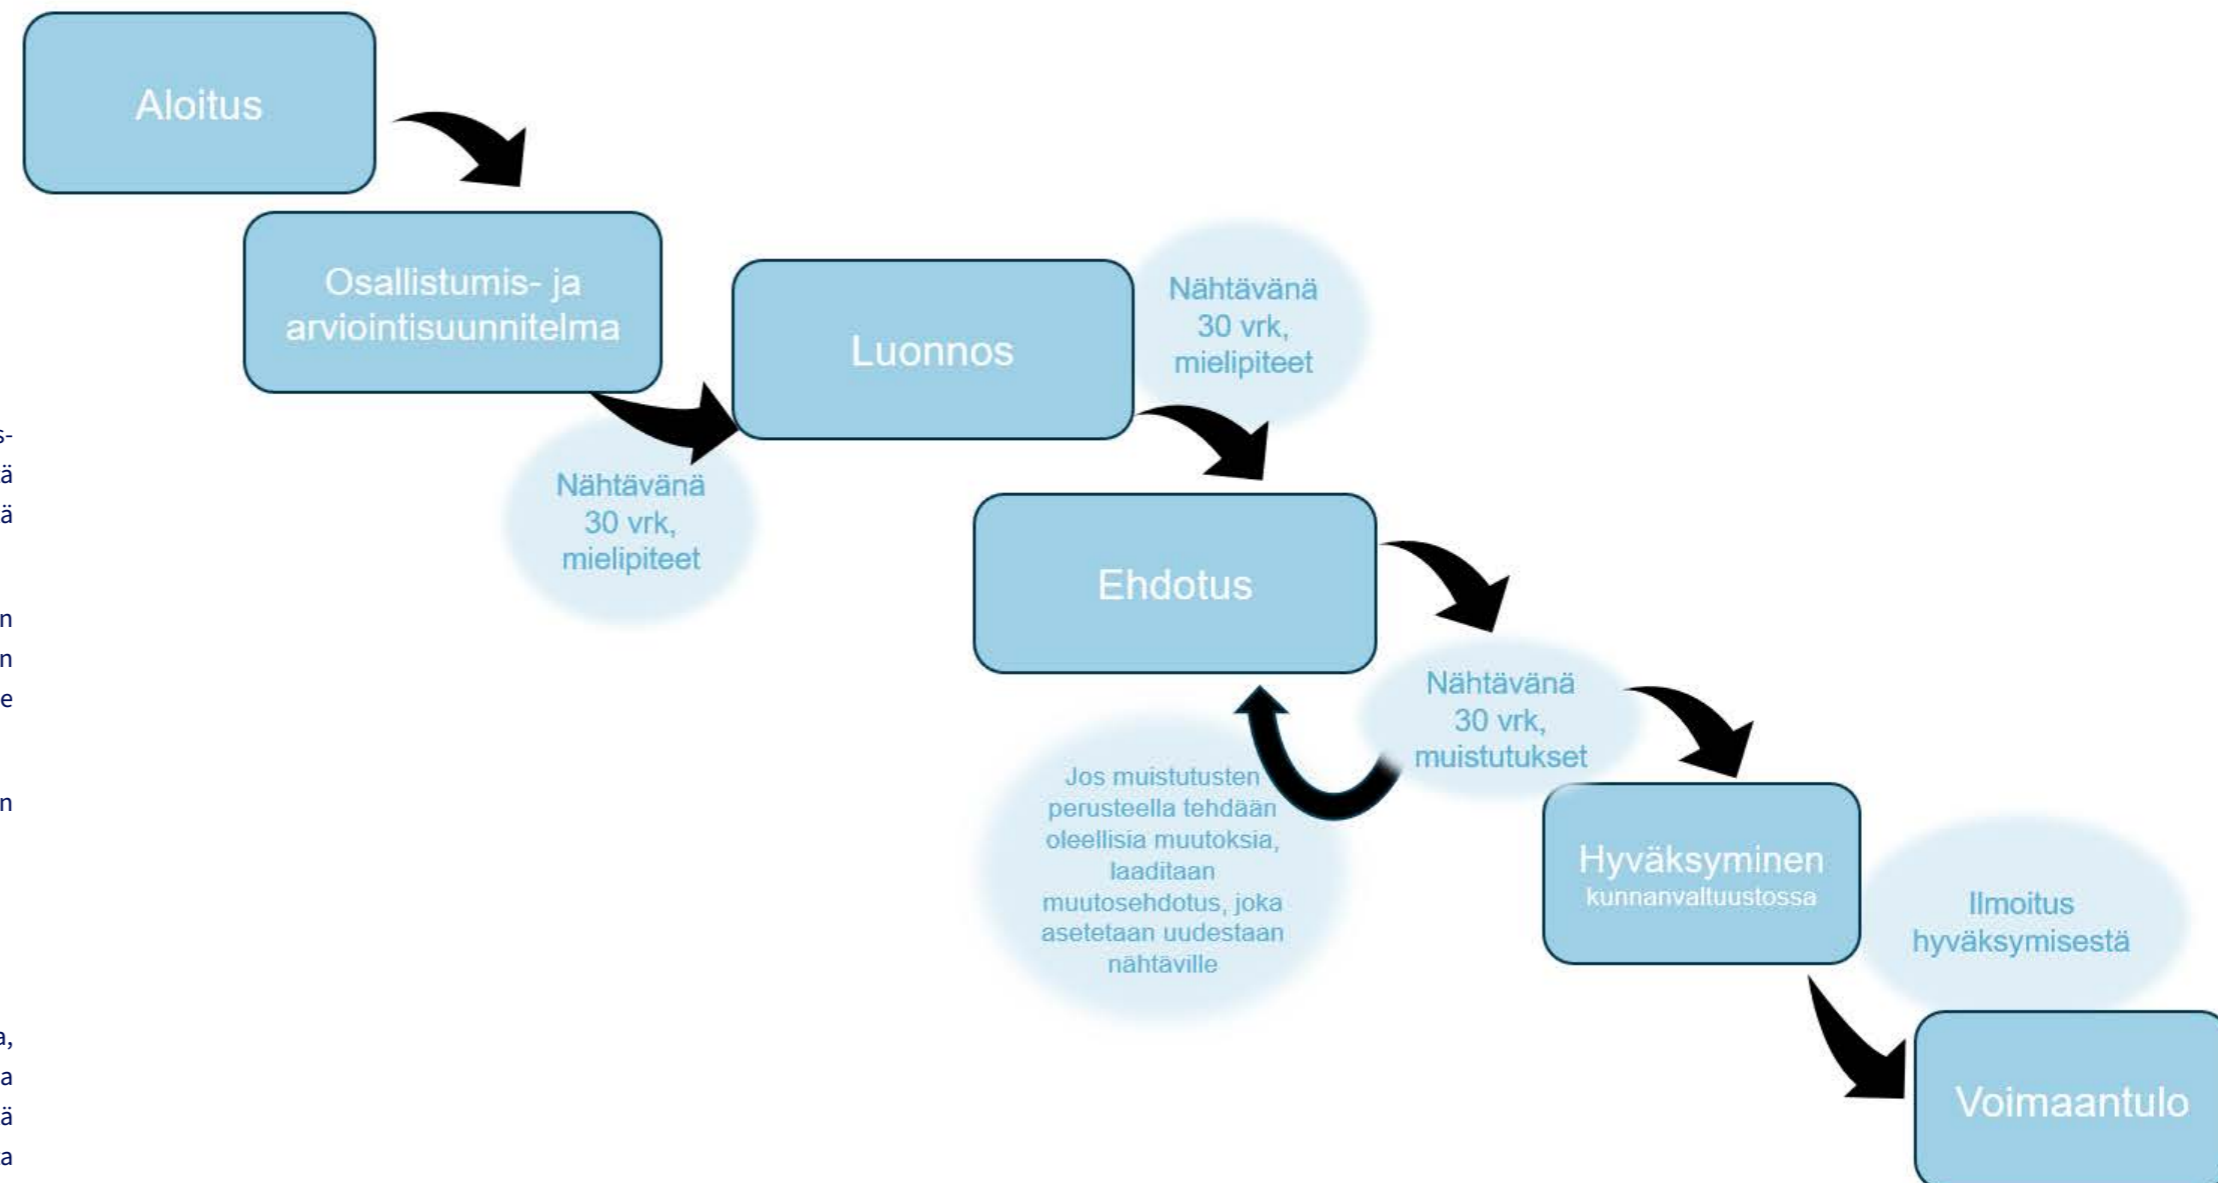 Aloitus
Osallistumis- ja
arviointisuunnitelma
Nähtävänä
30 vrk,
mielipiteet
Luonnos
Nähtävänä
30 vrk,
mielipiteet
Ehdotus
Nähtävänä
30 vrk,
muistutukset
Jos muistutusten
perusteella tehdään
oleellisia muutoksia,
laaditaan
muutosehdotus, joka
asetetaan uudestaan
nähtäville
Hyväksyminen
kunnanvaltuustossa
Ilmoitus
hyväksymisestä
Voimaantulo